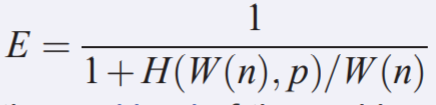 E = 1 / (1 + H(W(n), p)/W(n))